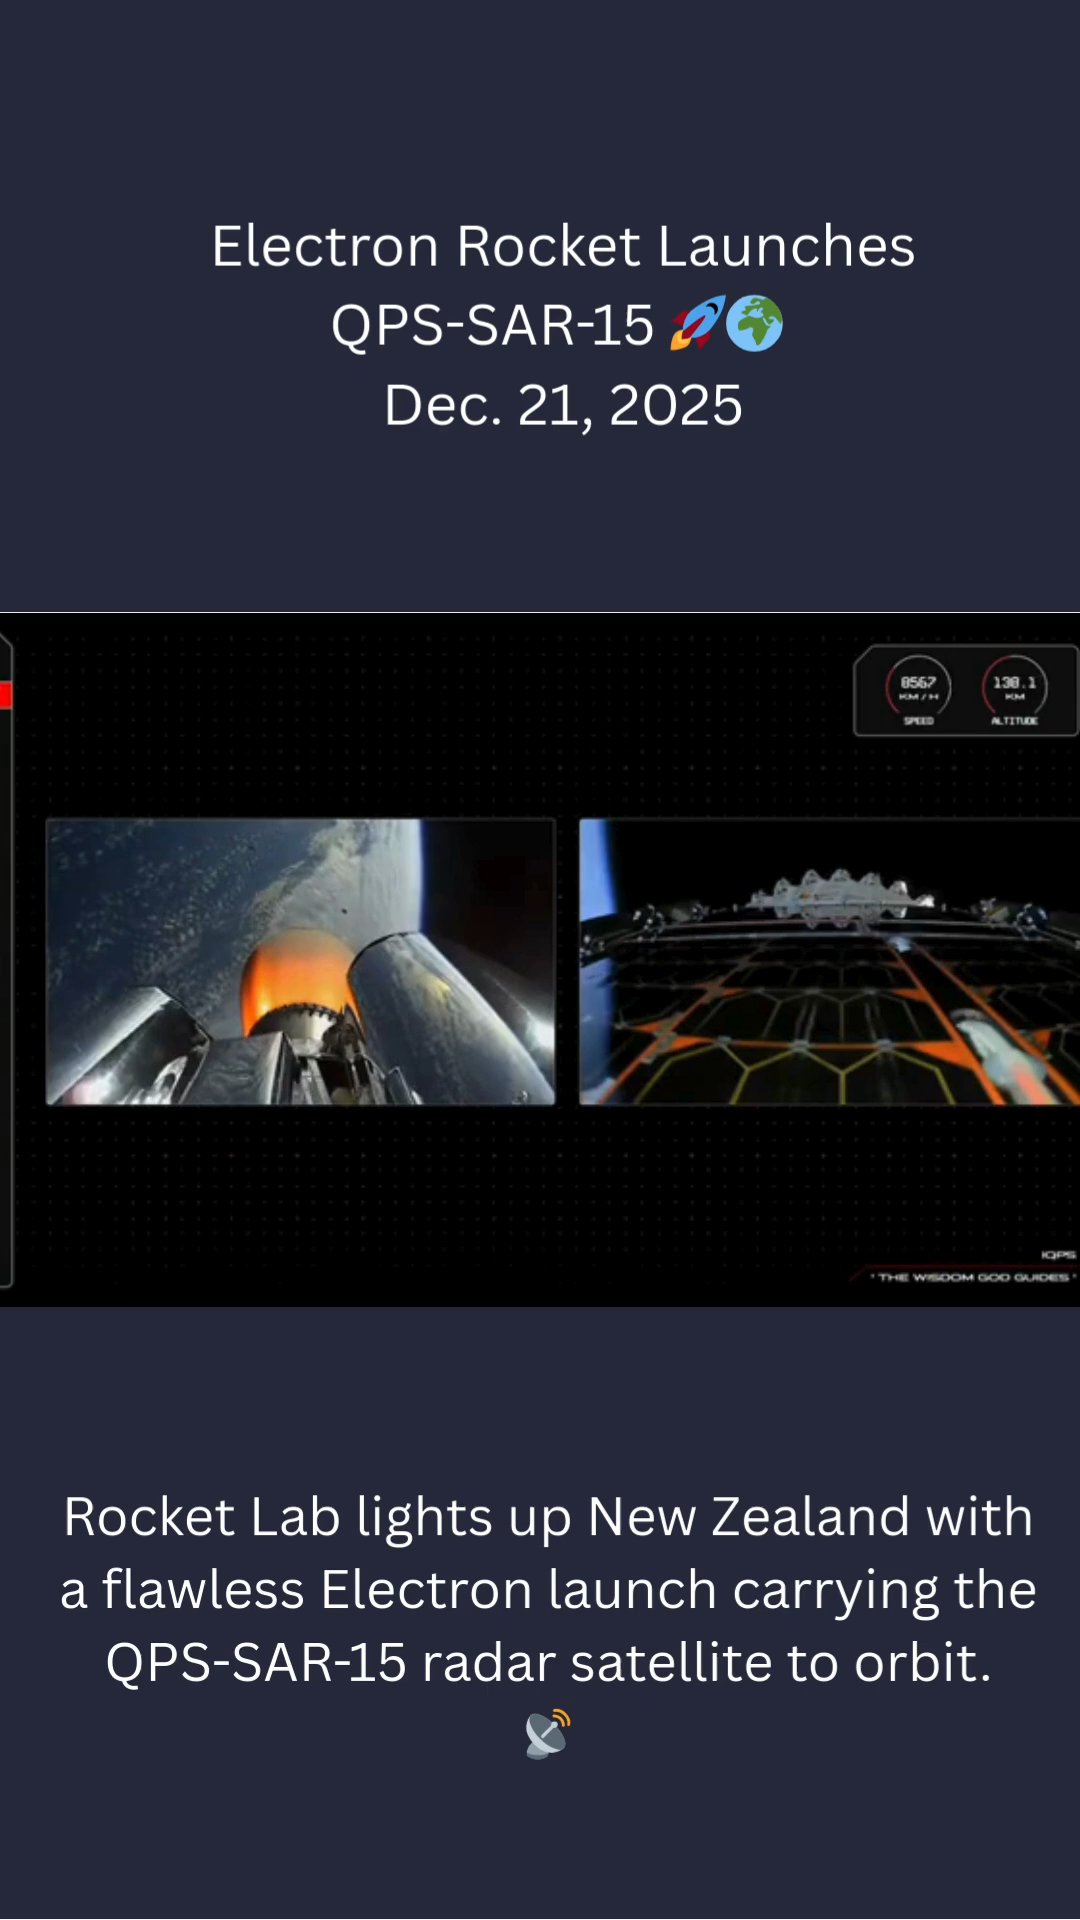 Electron Rocket Launches
QPS-SAR-15 🚀🌍
Dec. 21, 2025
8567
KM/H
SPEED
138.1
KM
ALTITUDE
IQPS
' THE WISDOM GOD GUIDES '
Rocket Lab lights up New Zealand with
a flawless Electron launch carrying the
QPS-SAR-15 radar satellite to orbit.
📡